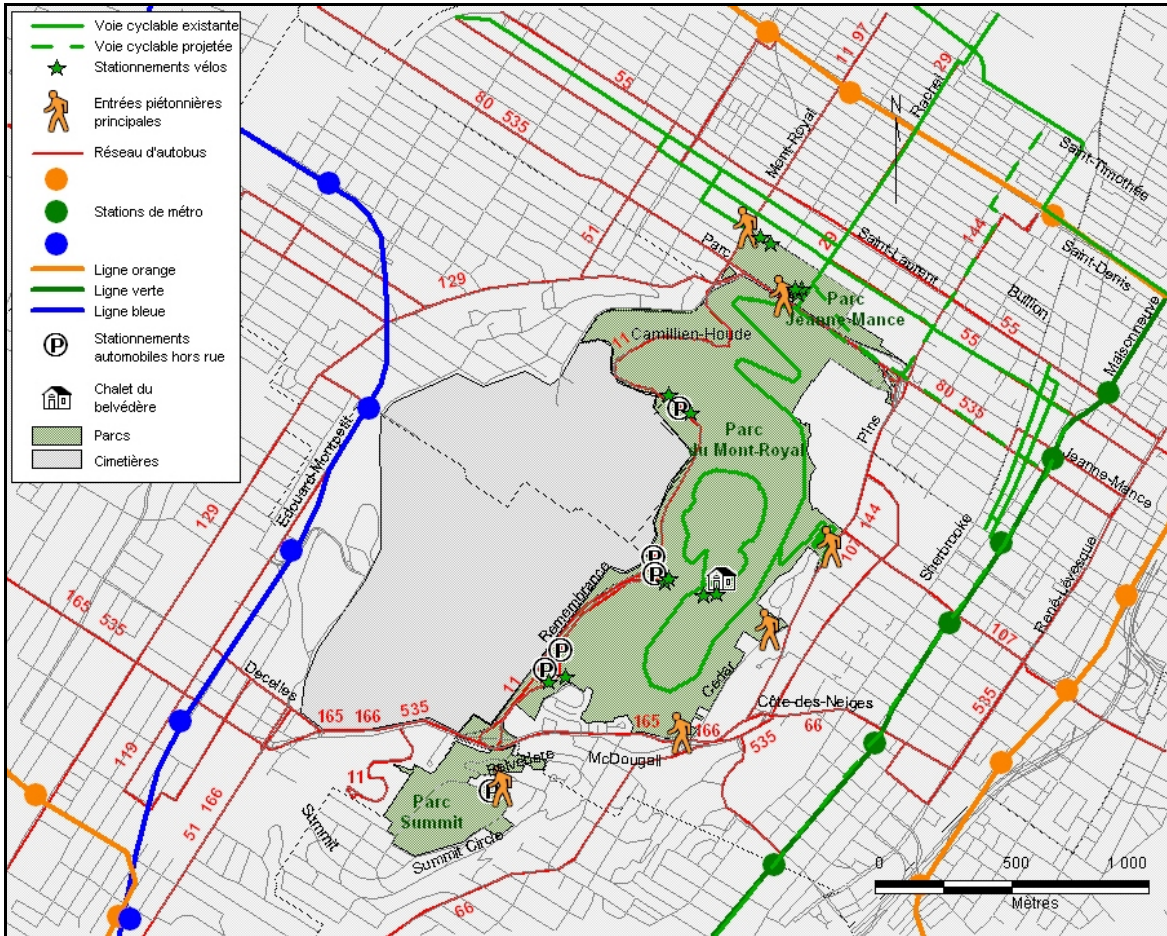 Voie cyclable existante
Voie cyclable projetée
Stationnements vélos
Entrées piétonnières
principales
Réseau d'autobus
Stations de métro
Ligne orange
Ligne verte
Ligne bleue
P
Stationnements
automobiles hors rue
Chalet du
belvédère
Parcs
Cimetières
55
80 535
11 97
29
Rachel
N
Mont-Royal
Saint-Timothée
144
51
Parc
29
Saint-Laurent
Saint-Denis
Bullion
Maisonneuve
129
Parc
Jeanne-Mance
55
55
Camillien-Houde
11
80 535
P
Parc
du Mont-Royal
Pins
Jeanne-Mance
Edouard-Montpetit
129
144
107
Sherbrooke
René-Lévesque
P
P
Remembrance
165
535
107
P
P
Cedar
Decelles
11
Côte-des-Neiges
535
165 166 535
165
166
66
535
McDougall
119
11
Belvédère
P
Parc
Summit
Summit
Summit Circle
51 166
66
0 500 1 000
Mètres